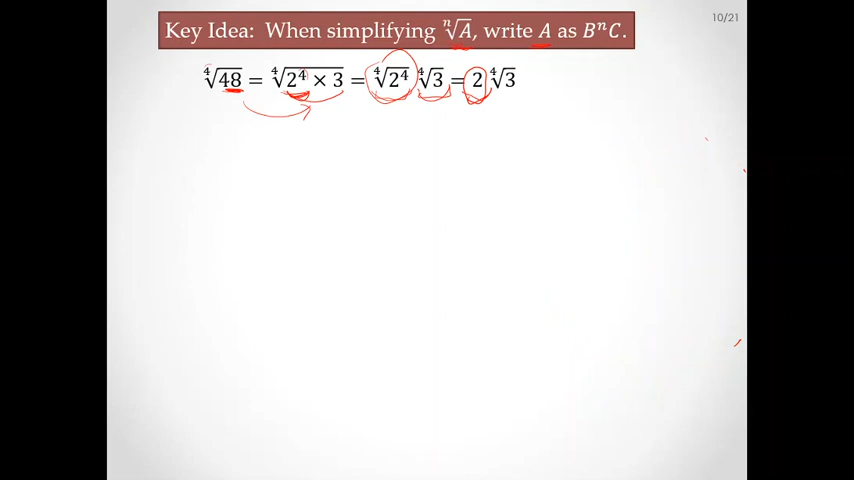 10/21
Key Idea: When simplifying ⁿ√A, write A as BⁿC.
⁴√48 = ⁴√(2⁴ × 3) = ⁴√2⁴ ⁴√3 = 2 ⁴√3